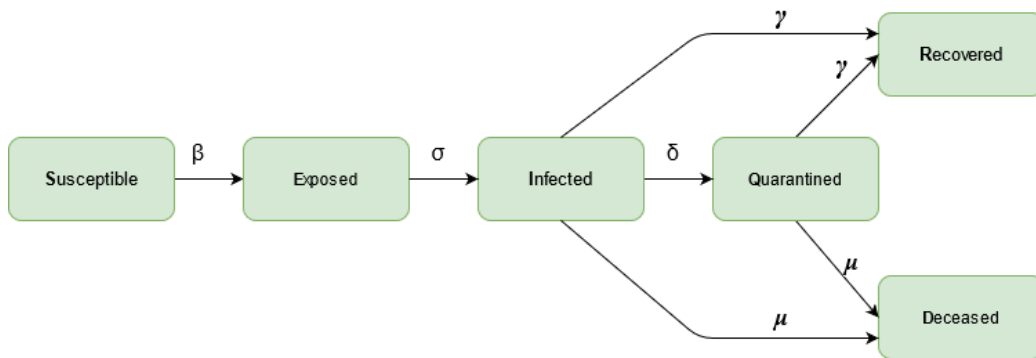 γ
Recovered
γ
β
σ
δ
Susceptible
Exposed
Infected
Quarantined
μ
μ
Deceased